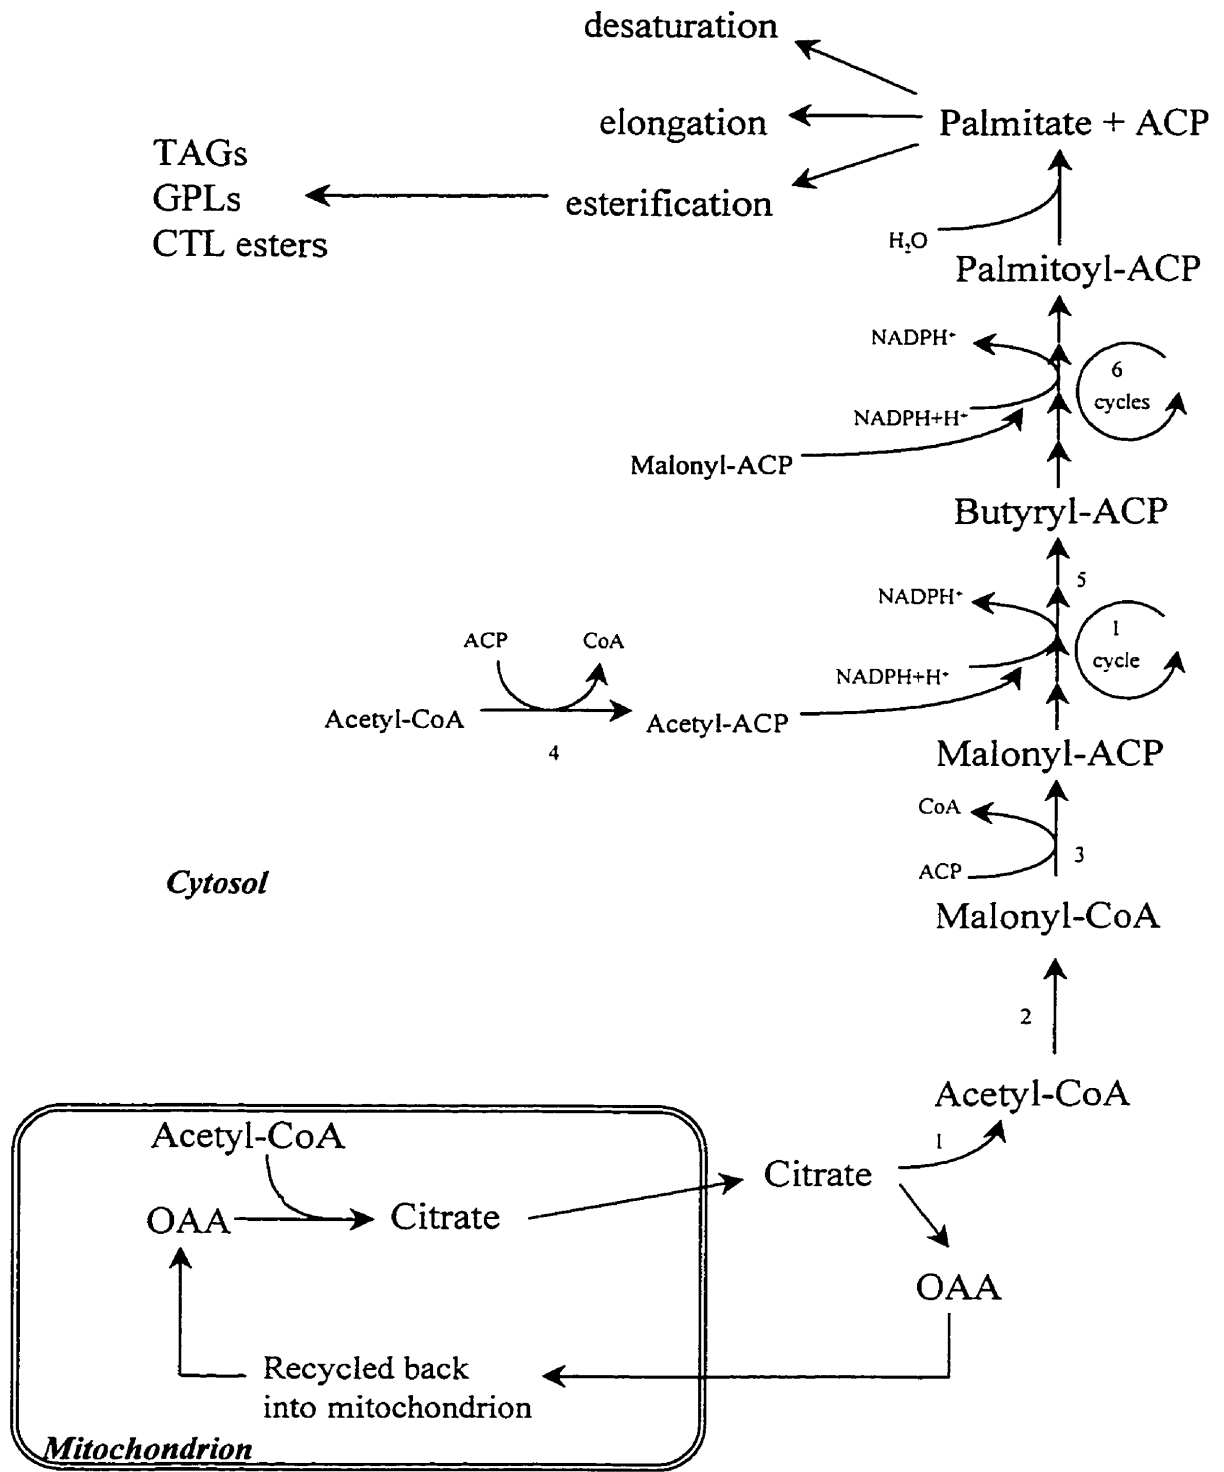 desaturation
elongation
Palmitate + ACP
TAGs
GPLs
CTL esters
esterification
H₂O
Palmitoyl-ACP
NADPH⁺
6
cycles
NADPH+H⁺
Malonyl-ACP
Butyryl-ACP
5
NADPH⁺
1
cycle
ACP
CoA
NADPH+H⁺
Acetyl-CoA
Acetyl-ACP
4
Malonyl-ACP
CoA
3
ACP
Cytosol
Malonyl-CoA
2
Acetyl-CoA
Acetyl-CoA
1
Citrate
OAA
Citrate
OAA
Recycled back
into mitochondrion
Mitochondrion